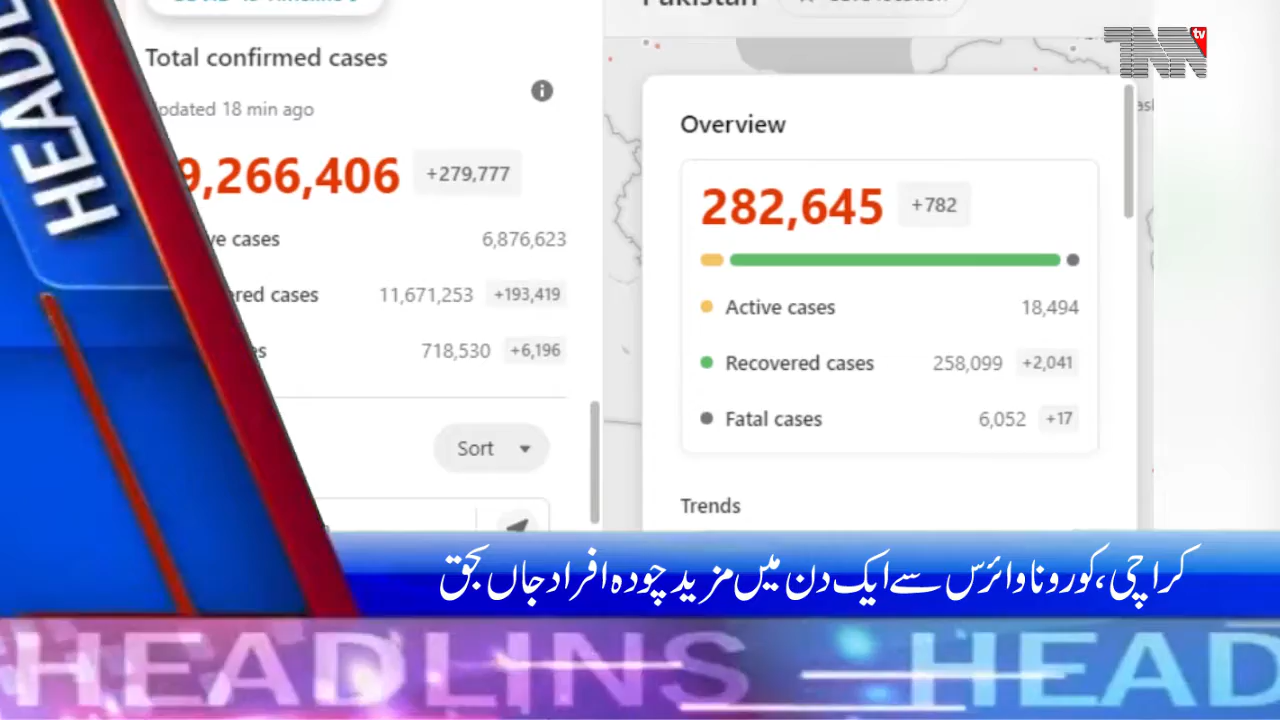 HEADL
Total confirmed cases
pdated 18 min ago
9,266,406 +279,777
ve cases 6,876,623
ered cases 11,671,253 +193,419
es 718,530 +6,196
Sort
Pakistan
Overview
282,645 +782
Active cases 18,494
Recovered cases 258,099 +2,041
Fatal cases 6,052 +17
Trends
TNN tv
کراچی، کورونا وائرس سے ایک دن میں مزید چودہ افراد جاں بحق
HEADLINS HEAD